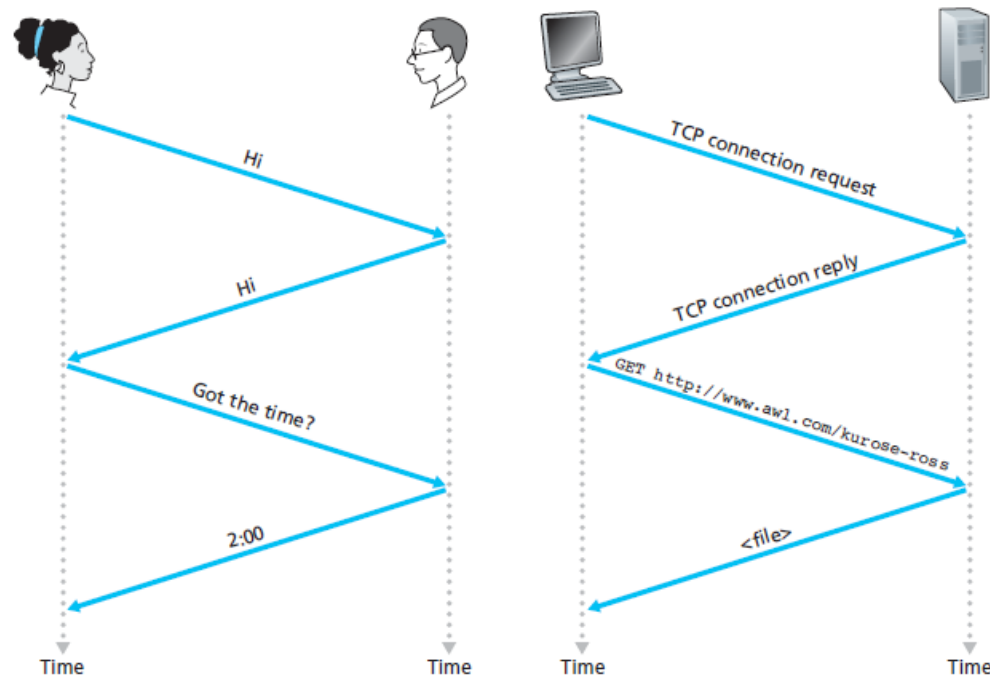 Hi
Hi
Got the time?
2:00
Time
Time
TCP connection request
TCP connection reply
GET http://www.awl.com/kurose-ross
<file>
Time
Time